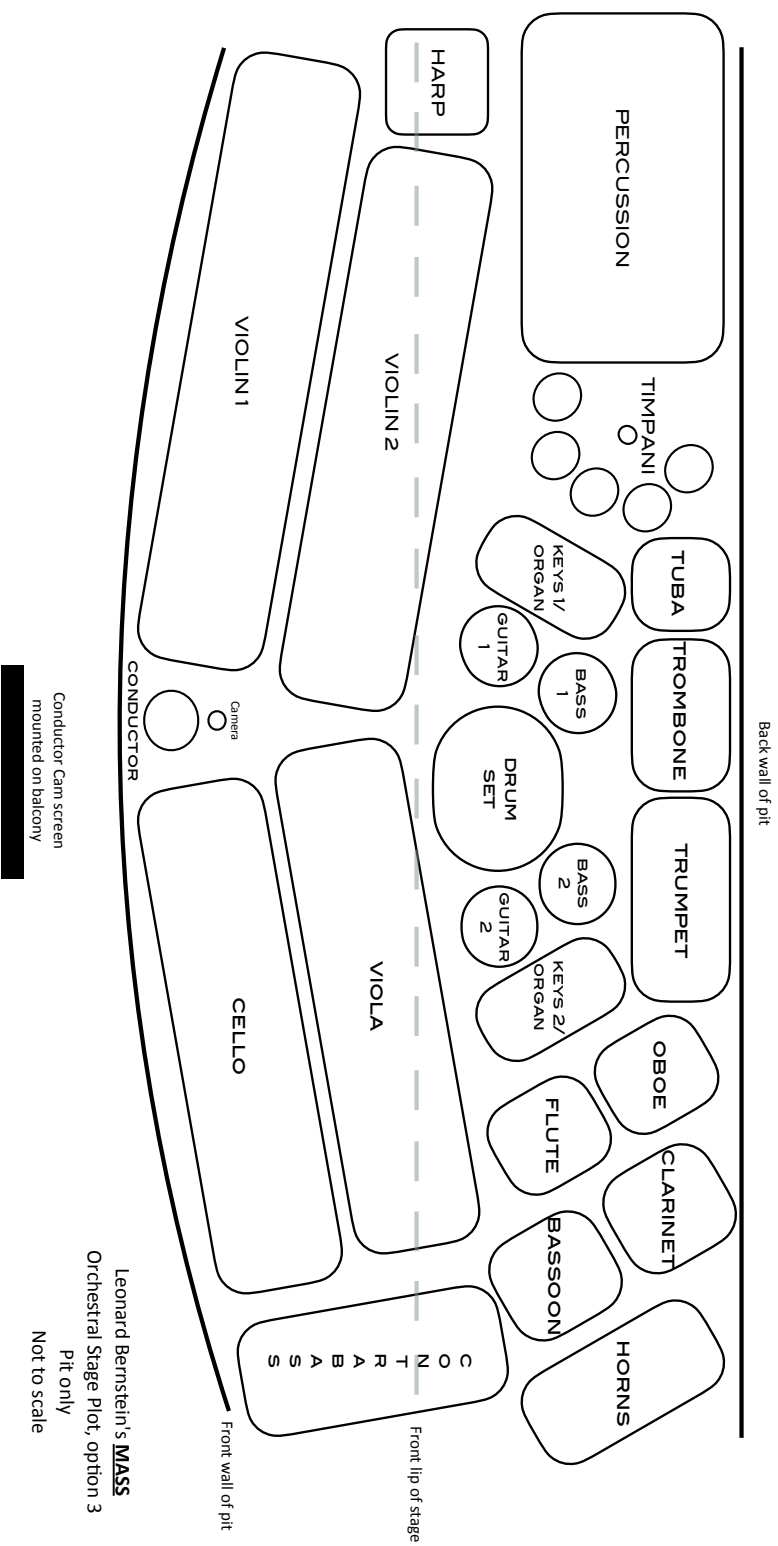 Back wall of pit
PERCUSSION
TIMPANI
TUBA
TROMBONE
TRUMPET
OBOE
CLARINET
HORNS
KEYS 1/
ORGAN
BASS
1
GUITAR
1
DRUM
SET
BASS
2
GUITAR
2
KEYS 2/
ORGAN
FLUTE
BASSOON
HARP
VIOLIN 2
VIOLA
CONTRABASS
Front lip of stage
VIOLIN 1
Camera
CONDUCTOR
CELLO
Front wall of pit
Conductor Cam screen
mounted on balcony
Leonard Bernstein's MASS
Orchestral Stage Plot, option 3
Pit only
Not to scale